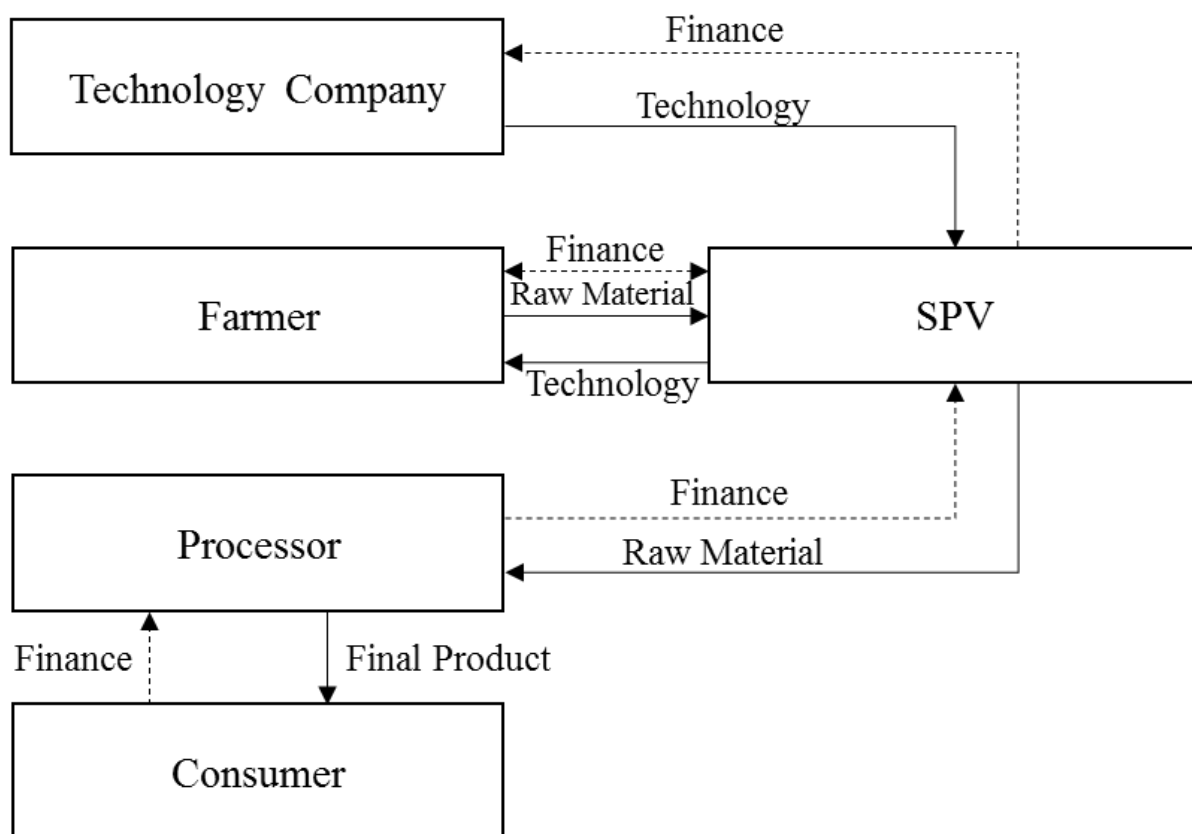 Finance
Technology Company
Technology
Finance
Farmer
Raw Material
SPV
Technology
Finance
Processor
Raw Material
Finance
Final Product
Consumer